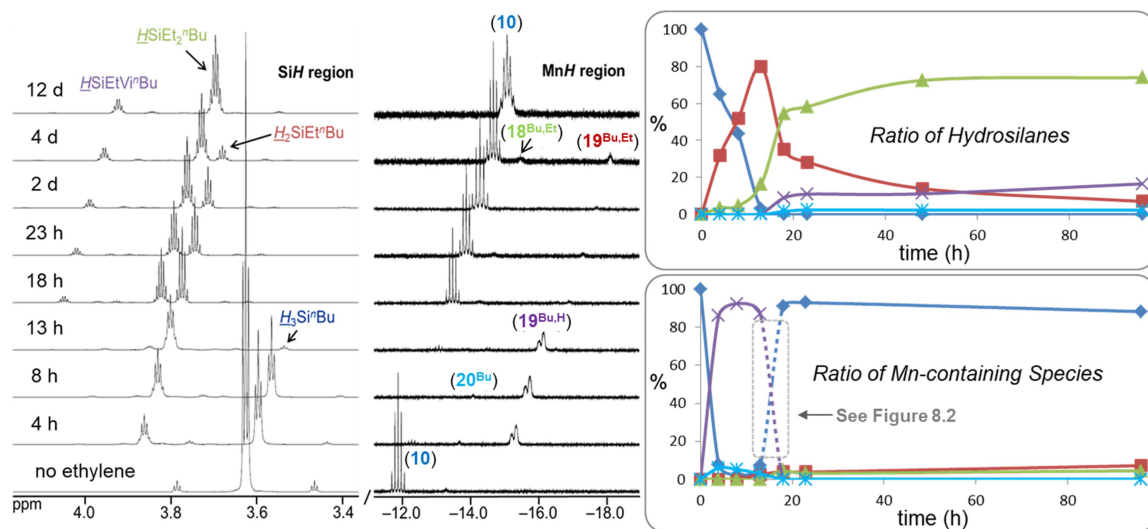 HSiEt₂ⁿBu
HSiEtViⁿBu
SiH region
12 d
H₂SiEtⁿBu
4 d
2 d
23 h
18 h
H₃SiⁿBu
13 h
8 h
4 h
no ethylene
ppm
4.0 3.8 3.6 3.4
(10)
MnH region
(18ᴮᵘ,ᴱᵗ)
(19ᴮᵘ,ᴱᵗ)
(19ᴮᵘ,ᴴ)
(20ᴮᵘ)
(10)
−12.0 −14.0 −16.0 −18.0
100
80
60
%
40
20
0
Ratio of Hydrosilanes
0 20 40 60 80
time (h)
100
80
60
%
40
20
0
Ratio of Mn-containing Species
See Figure 8.2
0 20 40 60 80
time (h)